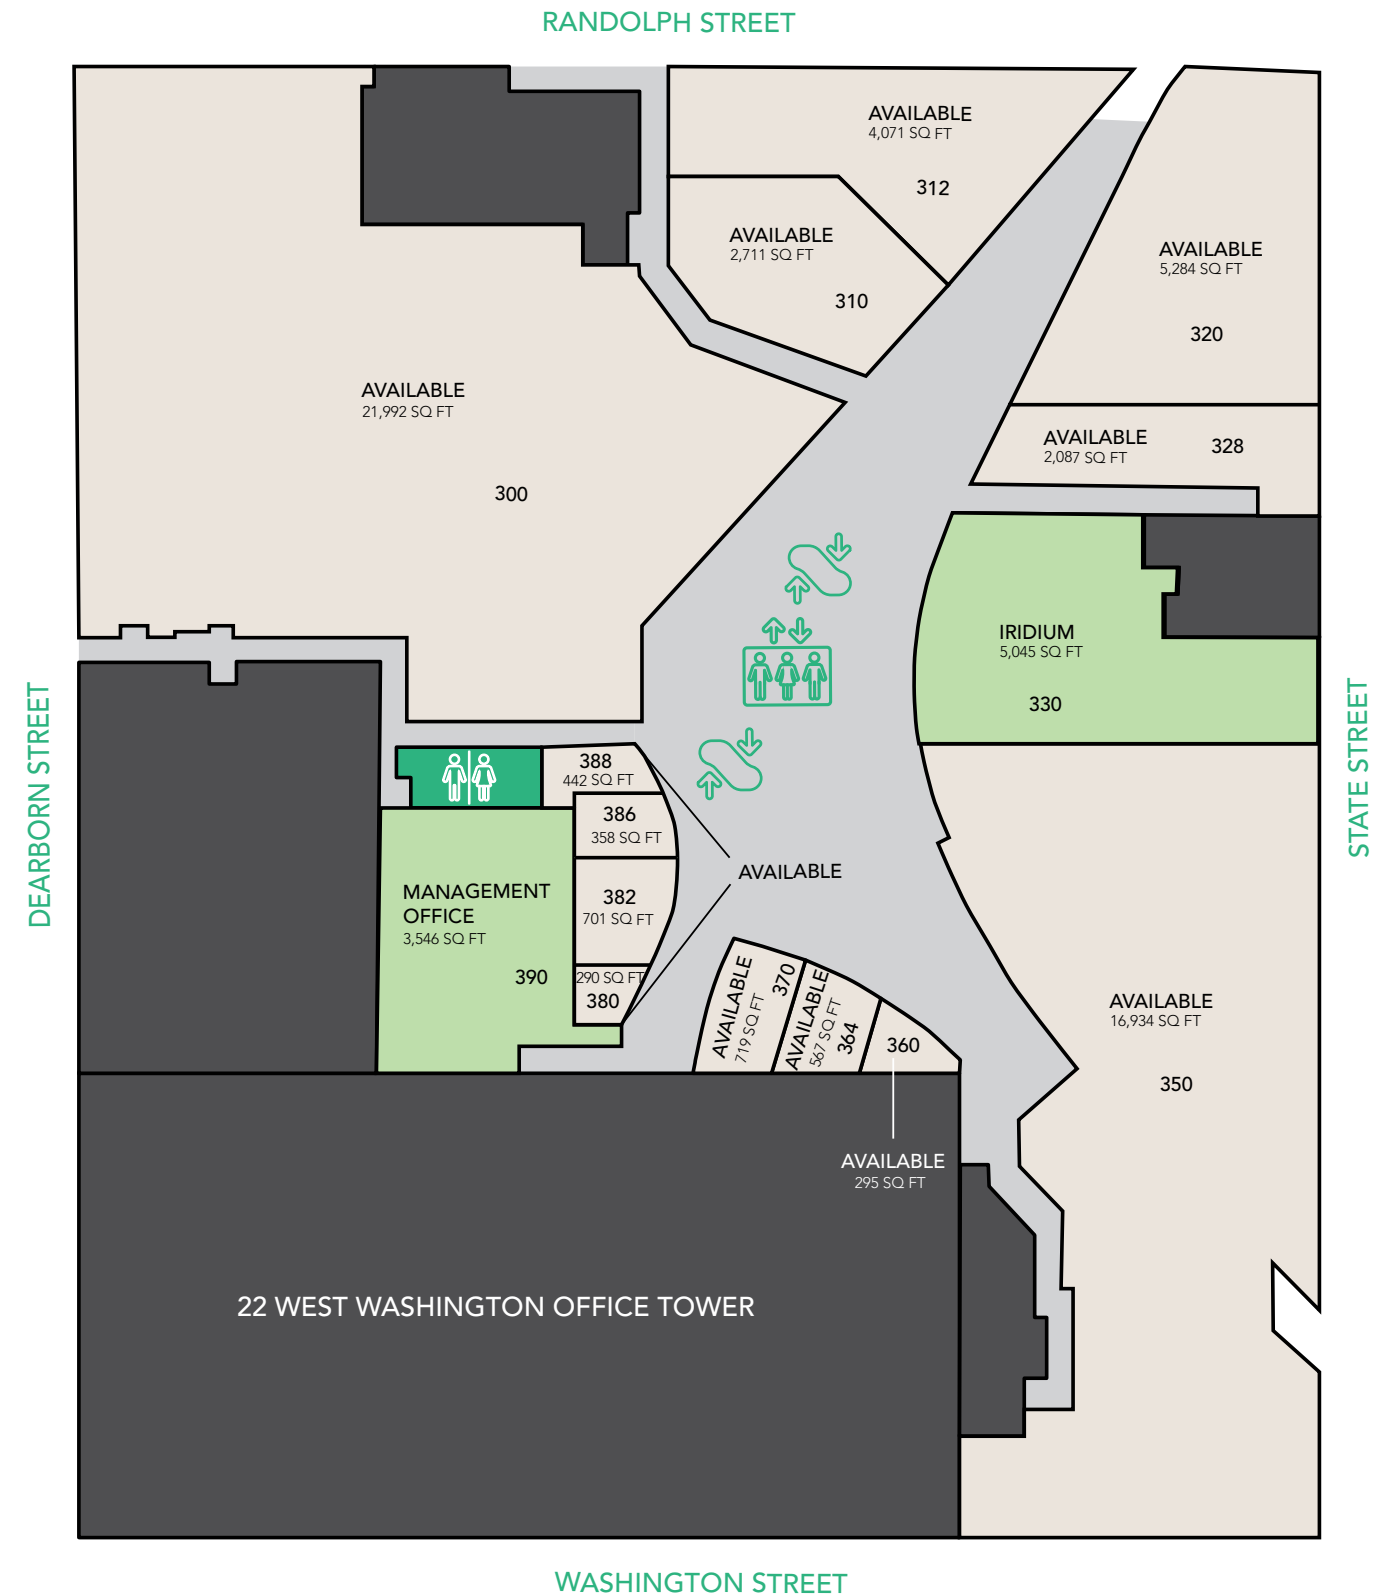 RANDOLPH STREET
AVAILABLE
4,071 SQ FT
312
AVAILABLE
2,711 SQ FT
310
AVAILABLE
5,284 SQ FT
320
AVAILABLE
21,992 SQ FT
300
AVAILABLE
2,087 SQ FT
328
IRIDIUM
5,045 SQ FT
330
DEARBORN STREET
STATE STREET
388
442 SQ FT
386
358 SQ FT
382
701 SQ FT
290 SQ FT
380
AVAILABLE
MANAGEMENT
OFFICE
3,546 SQ FT
390
AVAILABLE
719 SQ FT
370
AVAILABLE
567 SQ FT
364
360
AVAILABLE
295 SQ FT
AVAILABLE
16,934 SQ FT
350
22 WEST WASHINGTON OFFICE TOWER
WASHINGTON STREET